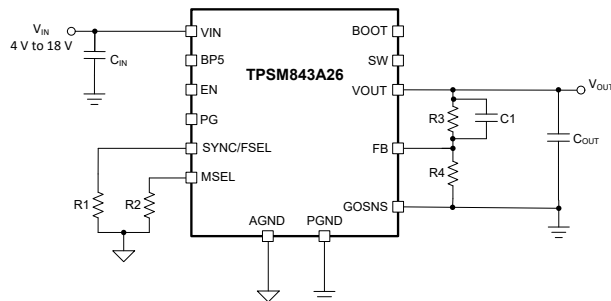 VIN
4 V to 18 V
CIN
VIN
BP5
EN
PG
SYNC/FSEL
MSEL
TPSM843A26
BOOT
SW
VOUT
FB
GOSNS
AGND
PGND
R1
R2
R3
C1
R4
VOUT
COUT